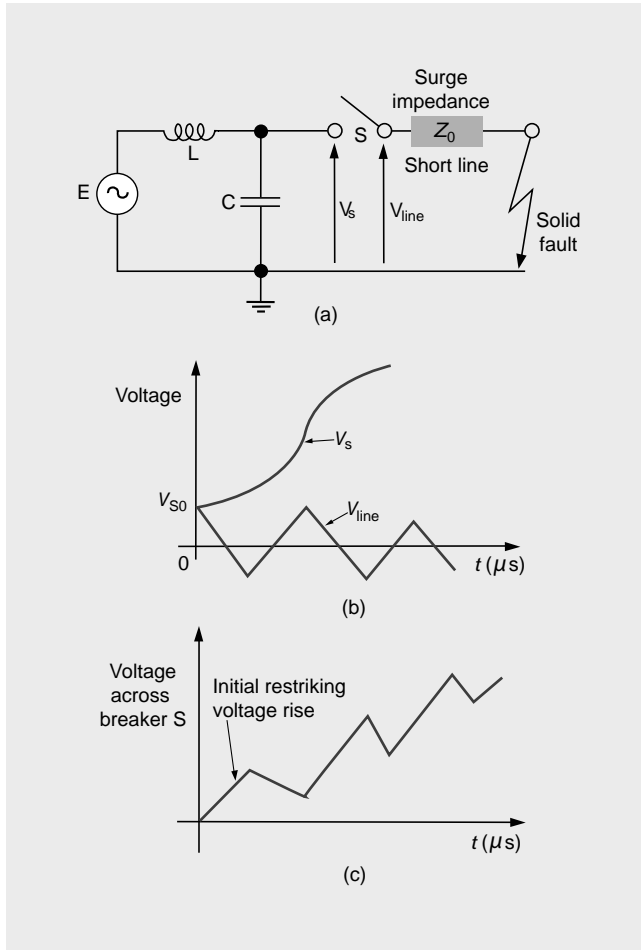 Surge
impedance
S
Z0
L
Short line
E
C
Vs
Vline
Solid
fault
(a)
Voltage
Vs
VS0
Vline
0
t (μs)
(b)
Voltage
across
breaker S
Initial restriking
voltage rise
t (μs)
(c)